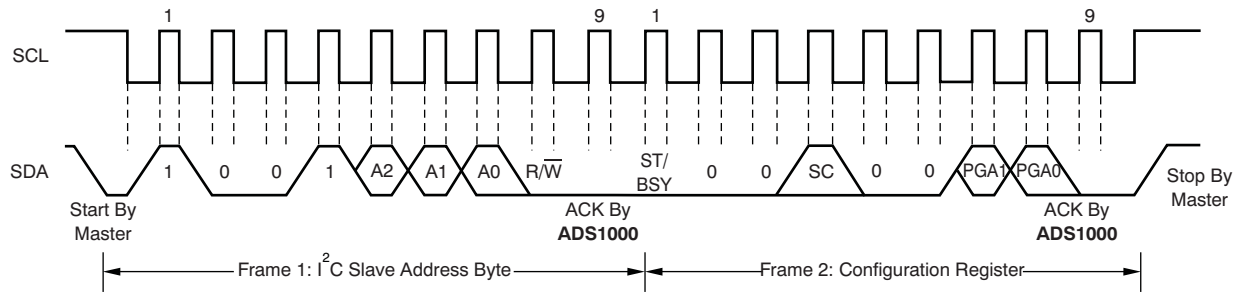 1 9 1 9
SCL
SDA
1 0 0 1 A2 A1 A0 R/W ST/BSY 0 0 SC 0 0 PGA1 PGA0
Start By
Master
ACK By
ADS1000
ACK By
ADS1000
Stop By
Master
Frame 1: I2C Slave Address Byte
Frame 2: Configuration Register